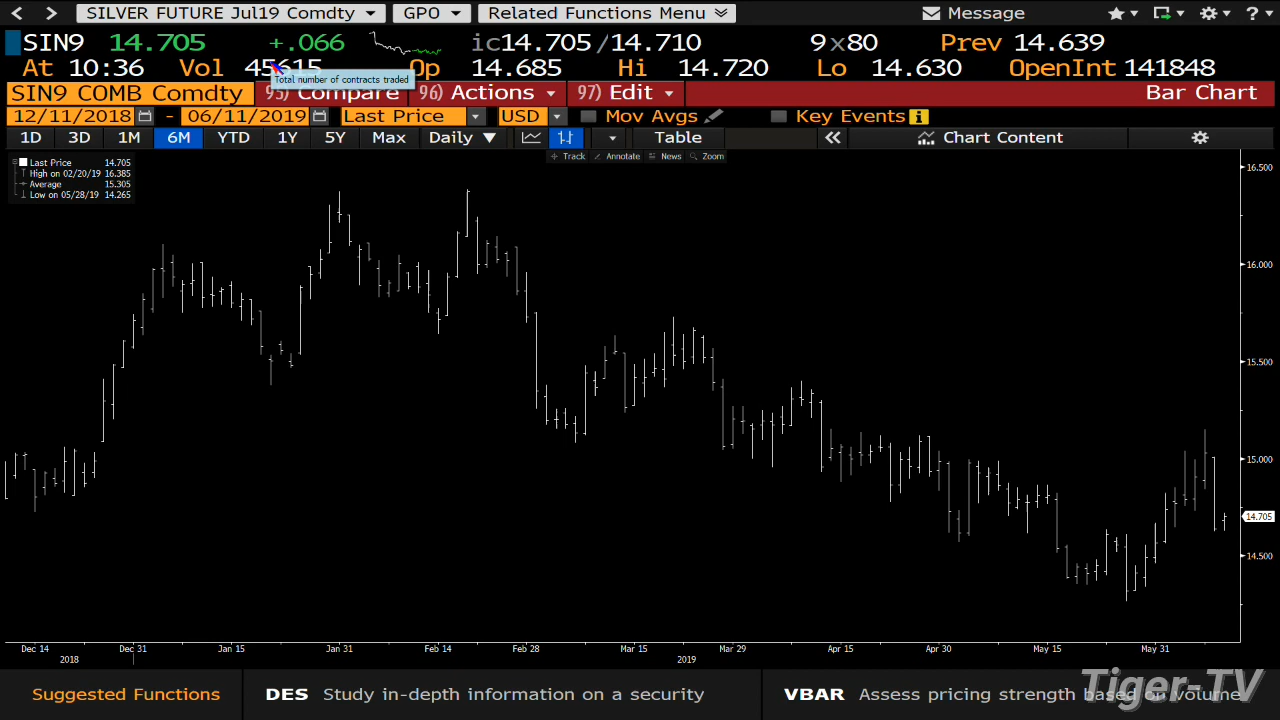 SILVER FUTURE Jul19 Comdty GPO Related Functions Menu Message ?
SIN9 14.705 +.066 ic14.705/14.710 9x80 Prev 14.639
At 10:36 Vol 45615 Op 14.685 Hi 14.720 Lo 14.630 OpenInt 141848
Total number of contracts traded
SIN9 COMB Comdty 95) Compare 96) Actions 97) Edit Bar Chart
12/11/2018 - 06/11/2019 Last Price USD Mov Avgs Key Events i
1D 3D 1M 6M YTD 1Y 5Y Max Daily ▼ Table « Chart Content
Track Annotate News Zoom
Last Price 14.705
High on 02/20/19 16.385
Average 15.305
Low on 05/28/19 14.265
16.500
16.000
15.500
15.000
14.705
14.500
Dec 14 Dec 31 Jan 15 Jan 31 Feb 14 Feb 28 Mar 15 Mar 29 Apr 15 Apr 30 May 15 May 31
2018 2019
Suggested Functions DES Study in-depth information on a security VBAR Assess pricing strength based on volume
Tiger-TV